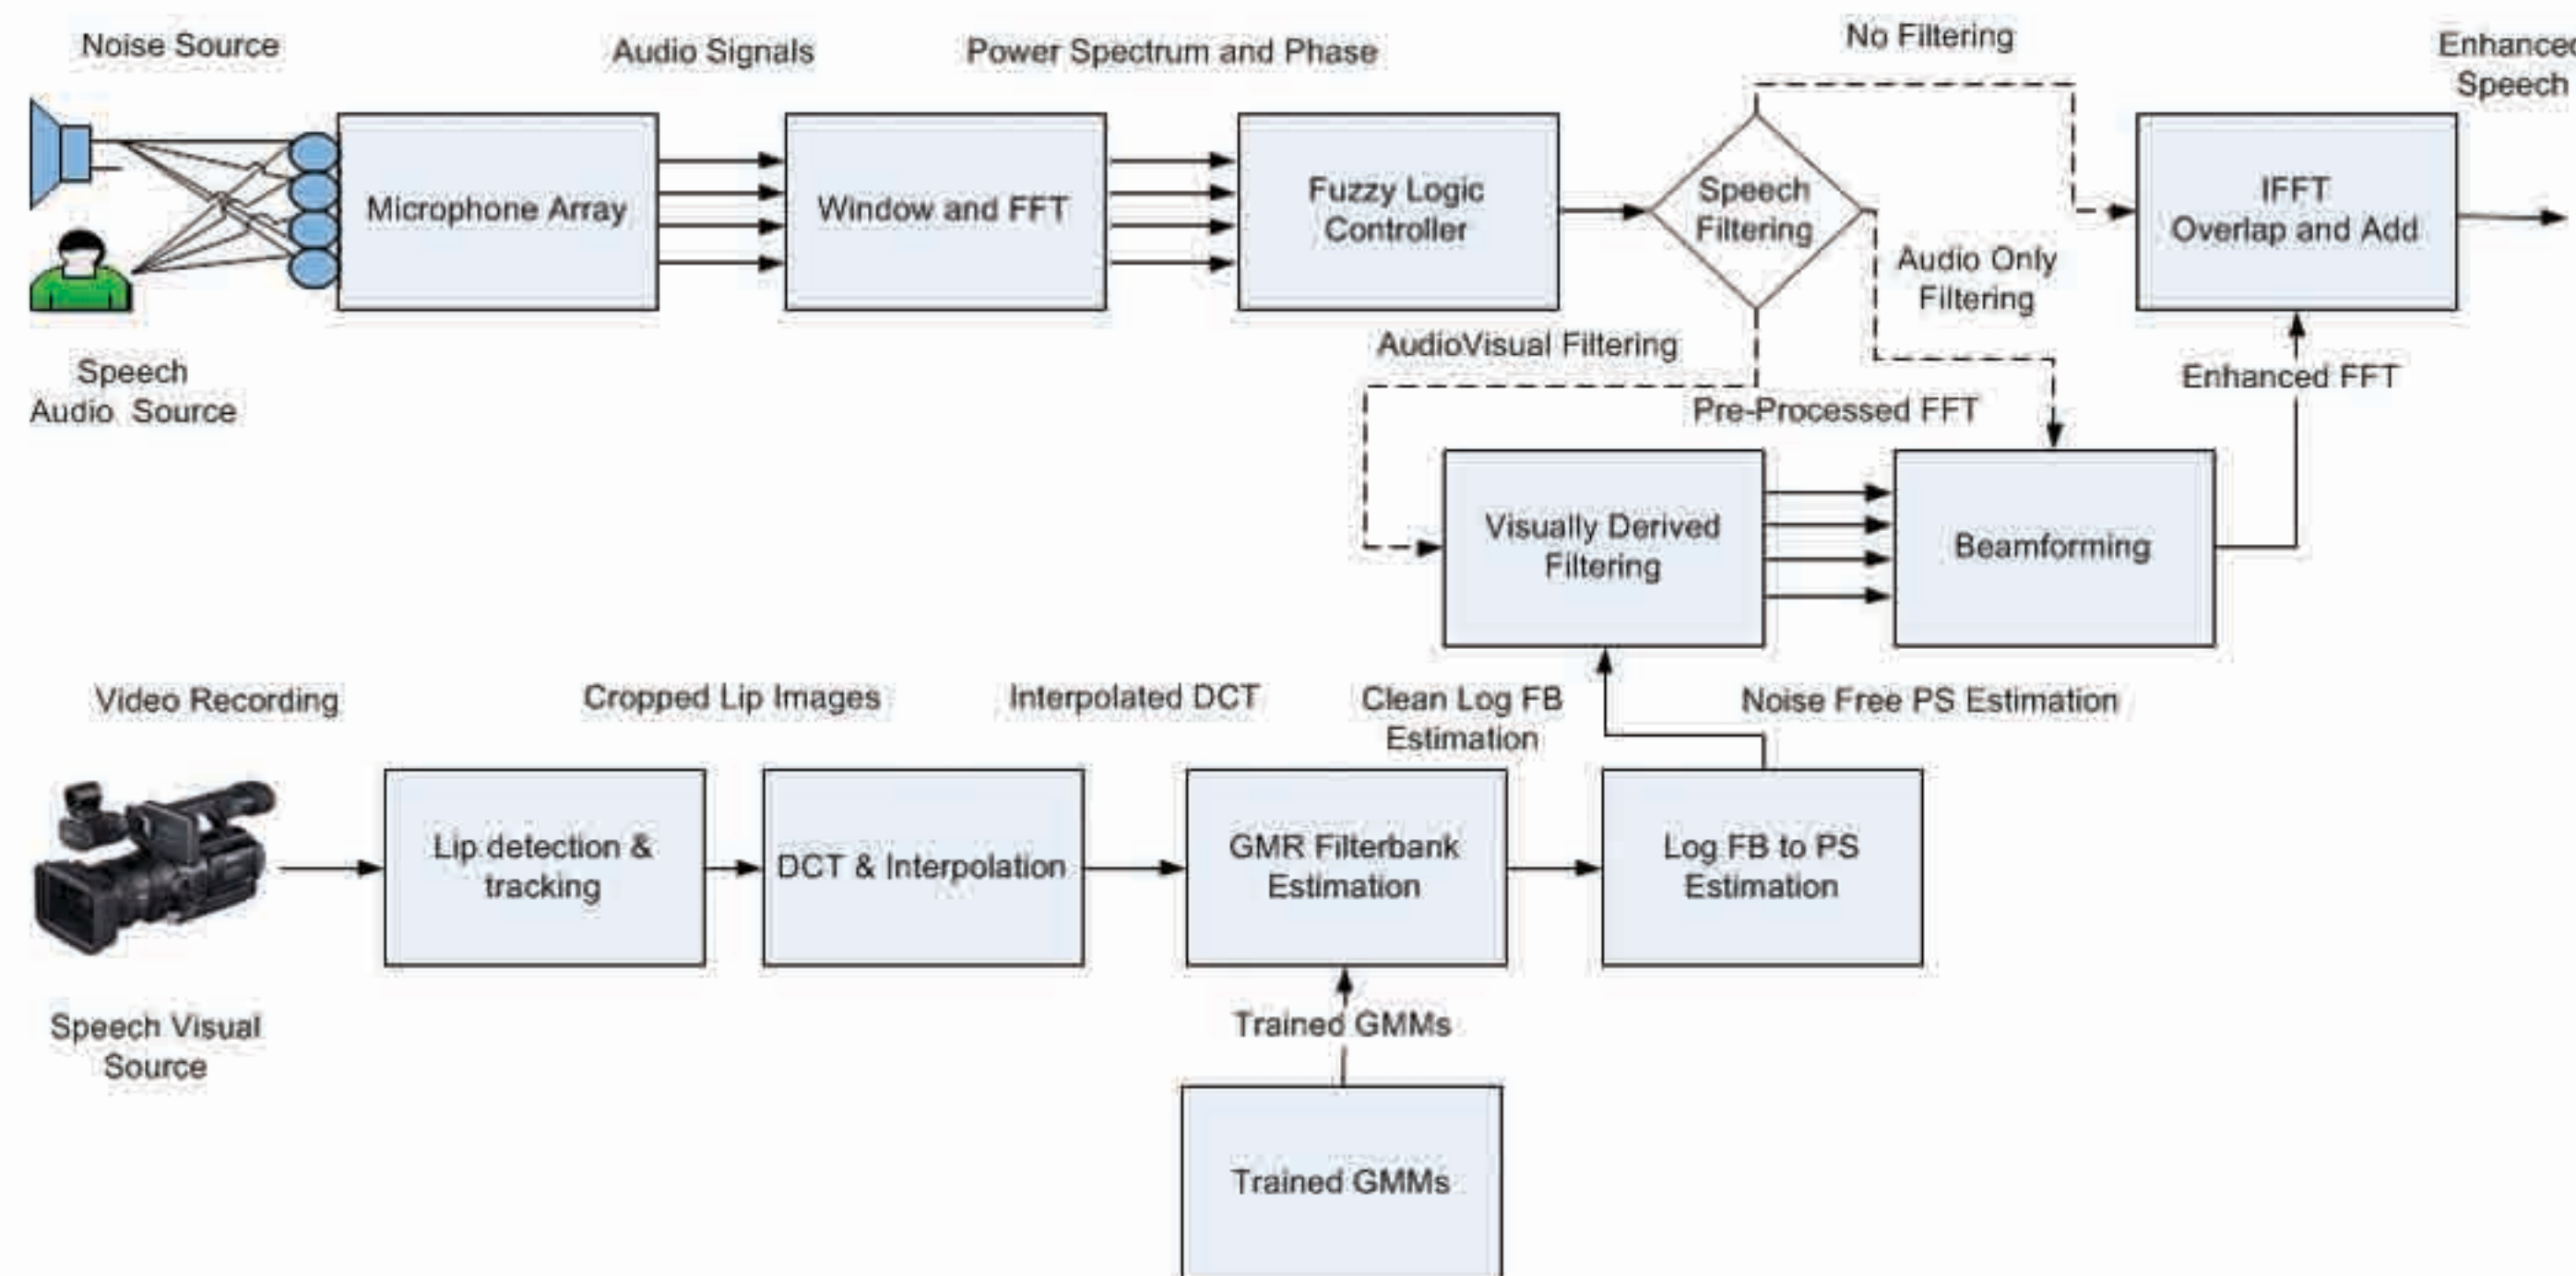 Noise Source
Audio Signals
Power Spectrum and Phase
No Filtering
Enhanced
Speech
Microphone Array
Window and FFT
Fuzzy Logic
Controller
Speech
Filtering
IFFT
Overlap and Add
Audio Only
Filtering
Speech
Audio Source
AudioVisual Filtering
Enhanced FFT
Pre-Processed FFT
Visually Derived
Filtering
Beamforming
Video Recording
Cropped Lip Images
Interpolated DCT
Clean Log FB
Estimation
Noise Free PS Estimation
Lip detection &
tracking
DCT & Interpolation
GMR Filterbank
Estimation
Log FB to PS
Estimation
Speech Visual
Source
Trained GMMs
Trained GMMs